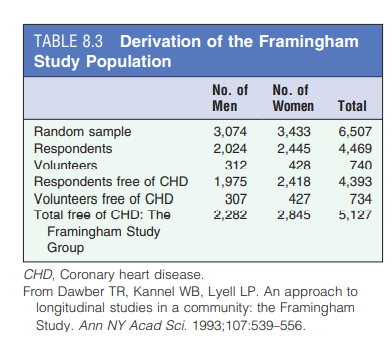 TABLE 8.3 Derivation of the Framingham
Study Population
No. of No. of
Men Women Total
Random sample 3,074 3,433 6,507
Respondents 2,024 2,445 4,469
Volunteers 312 428 740
Respondents free of CHD 1,975 2,418 4,393
Volunteers free of CHD 307 427 734
Total free of CHD: The 2,282 2,845 5,127
Framingham Study
Group
CHD, Coronary heart disease.
From Dawber TR, Kannel WB, Lyell LP. An approach to
longitudinal studies in a community: the Framingham
Study. Ann NY Acad Sci. 1993;107:539–556.